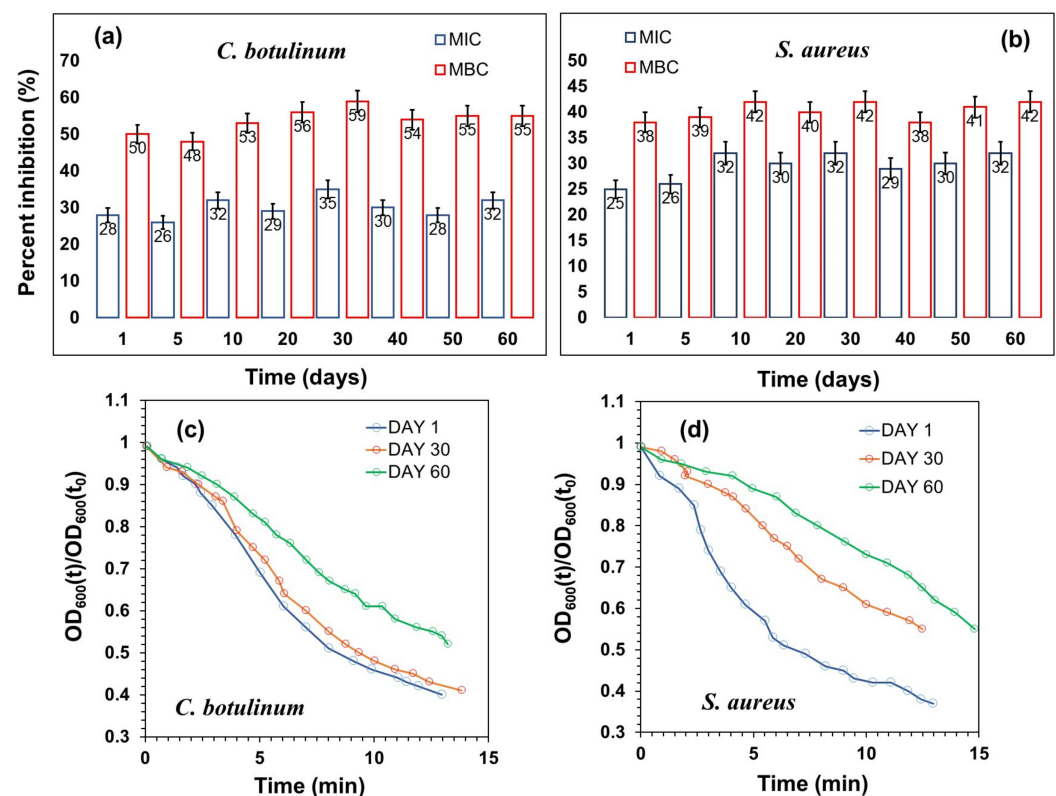 (a)
C. botulinum
MIC
MBC
Percent inhibition (%)
70
60
50
40
30
20
10
0
28 50 26 48 32 53 29 56 35 59 30 54 28 55 32 55
1 5 10 20 30 40 50 60
Time (days)
(b)
S. aureus
MIC
MBC
50
45
40
35
30
25
20
15
10
5
0
25 38 26 39 32 42 30 40 32 42 29 38 30 41 32 42
1 5 10 20 30 40 50 60
Time (days)
(c)
DAY 1
DAY 30
DAY 60
OD600(t)/OD600(t0)
1.1
1
0.9
0.8
0.7
0.6
0.5
0.4
0.3
C. botulinum
0 5 10 15
Time (min)
(d)
DAY 1
DAY 30
DAY 60
OD600(t)/OD600(t0)
1.1
1
0.9
0.8
0.7
0.6
0.5
0.4
0.3
S. aureus
0 5 10 15
Time (min)